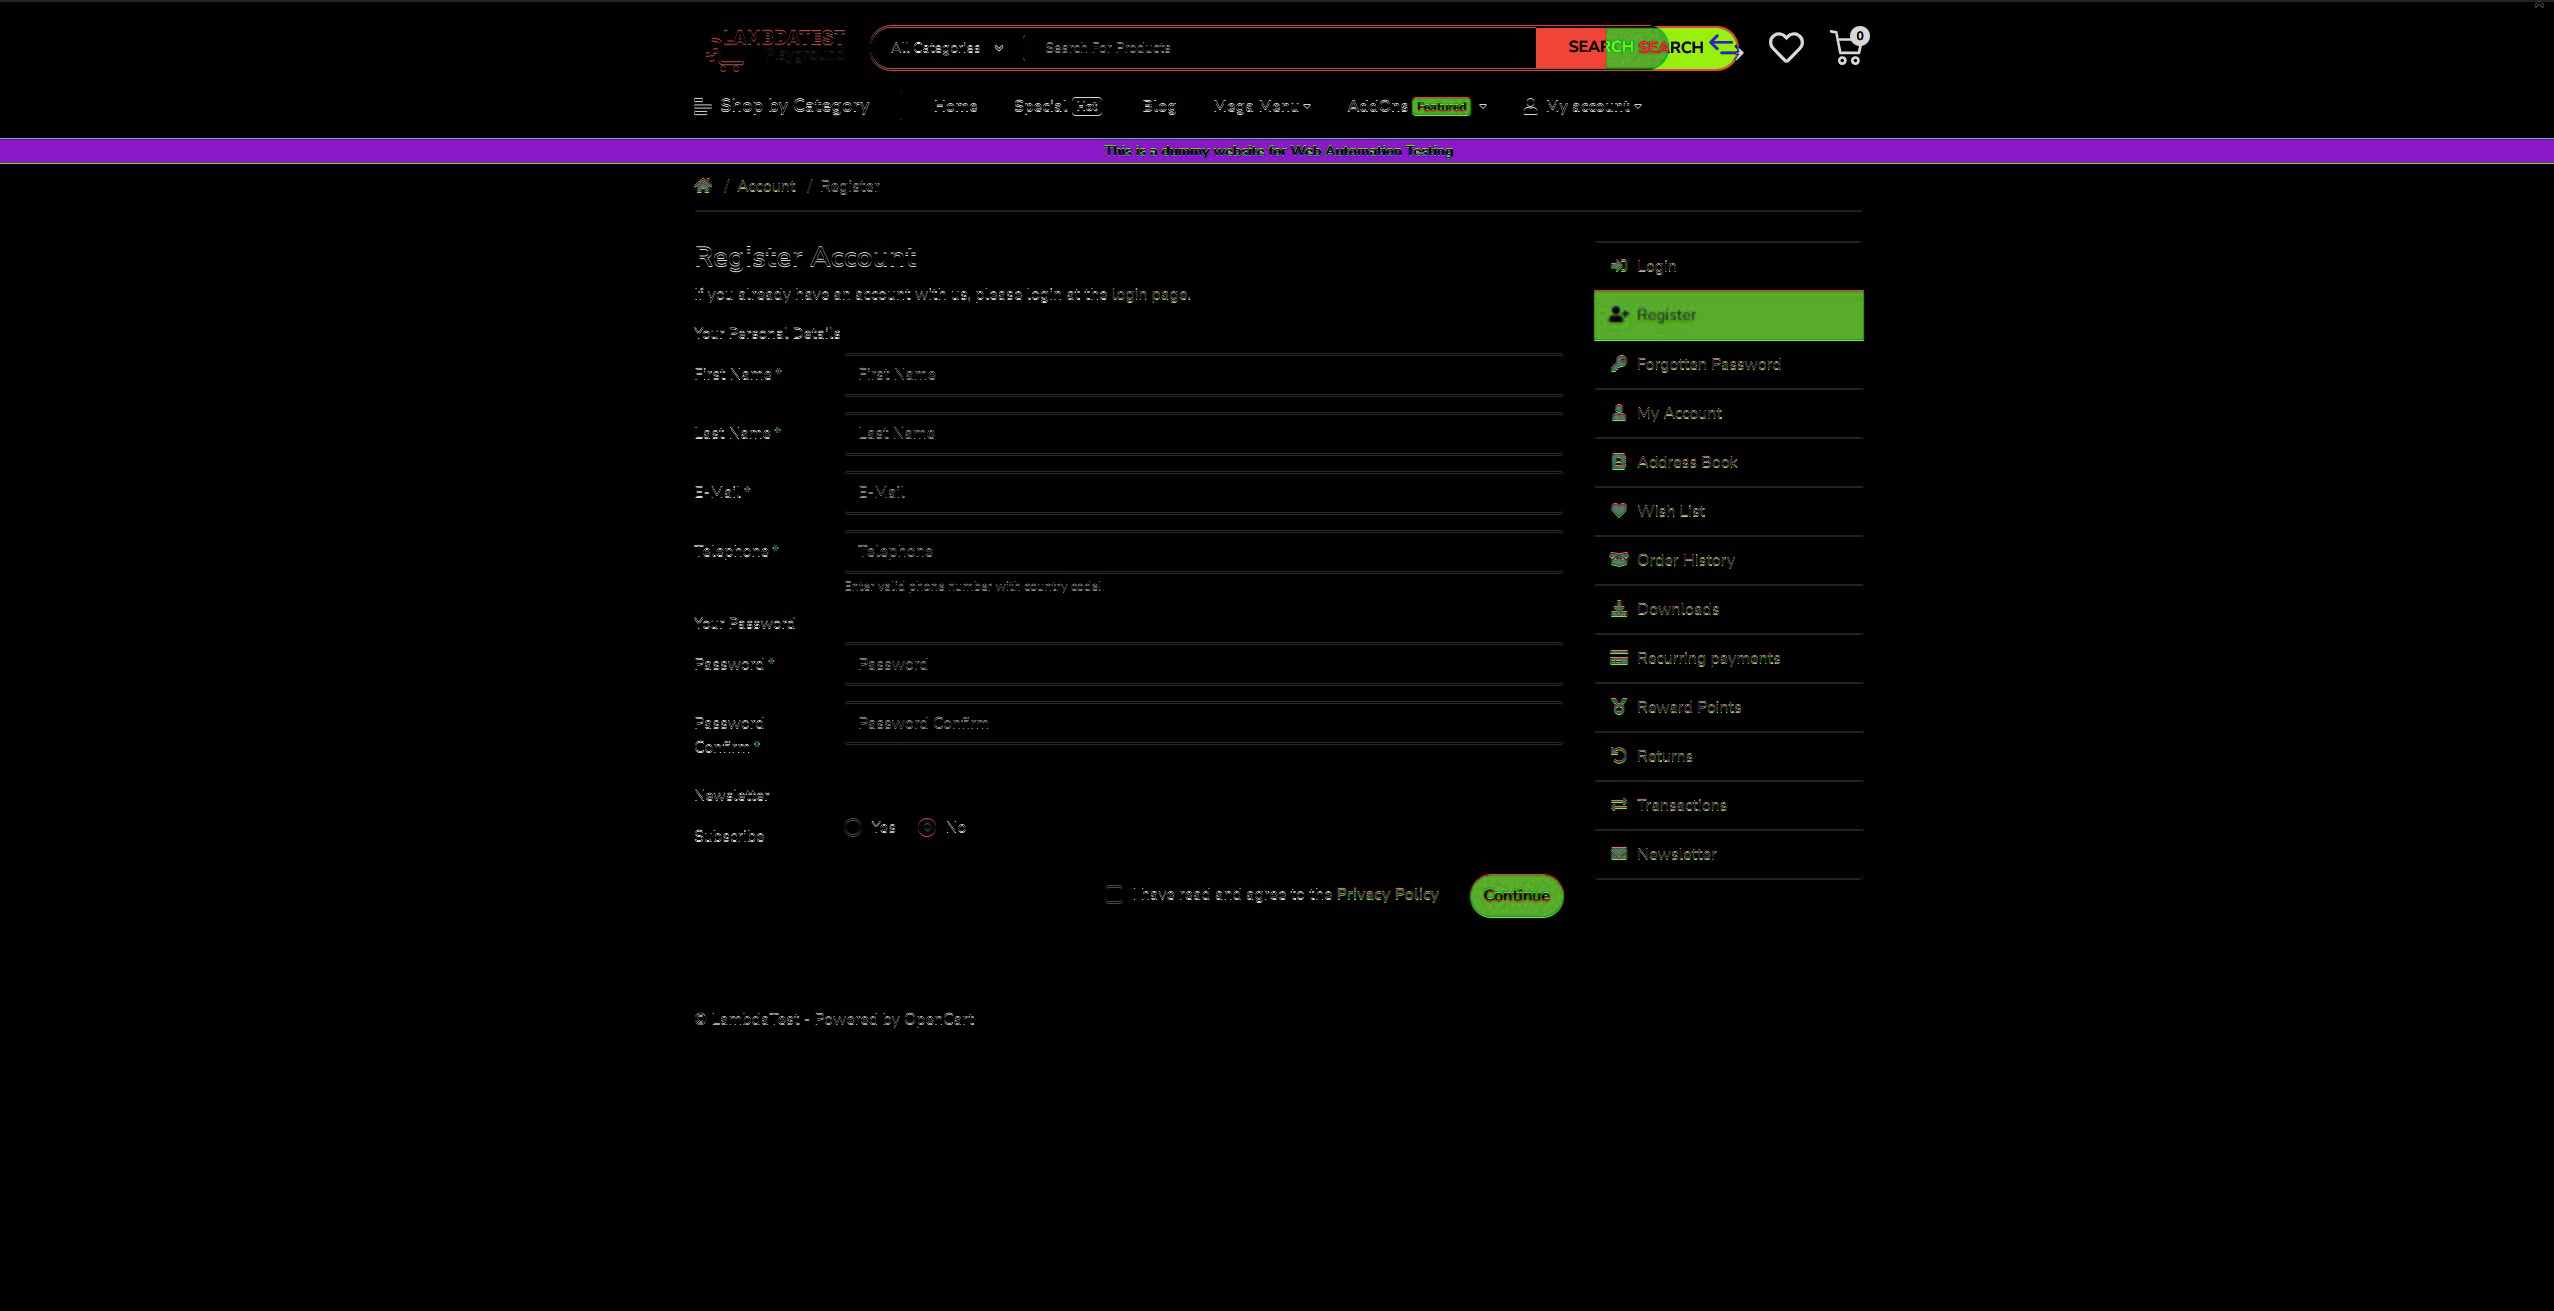 LAMBDATEST
Playground
All Categories
Search For Products
SEARCH SEARCH
0
Shop by Category
Home
Special Hot
Blog
Mega Menu
AddOns Featured
My account
This is a dummy website for Web Automation Testing
/ Account / Register
Register Account
If you already have an account with us, please login at the login page.
Your Personal Details
First Name *
First Name
Last Name *
Last Name
E-Mail *
E-Mail
Telephone *
Telephone
Enter valid phone number with country code!
Your Password
Password *
Password
Password
Confirm *
Password Confirm
Newsletter
Subscribe
Yes
No
I have read and agree to the Privacy Policy
Continue
Login
Register
Forgotten Password
My Account
Address Book
Wish List
Order History
Downloads
Recurring payments
Reward Points
Returns
Transactions
Newsletter
© LambdaTest - Powered by OpenCart